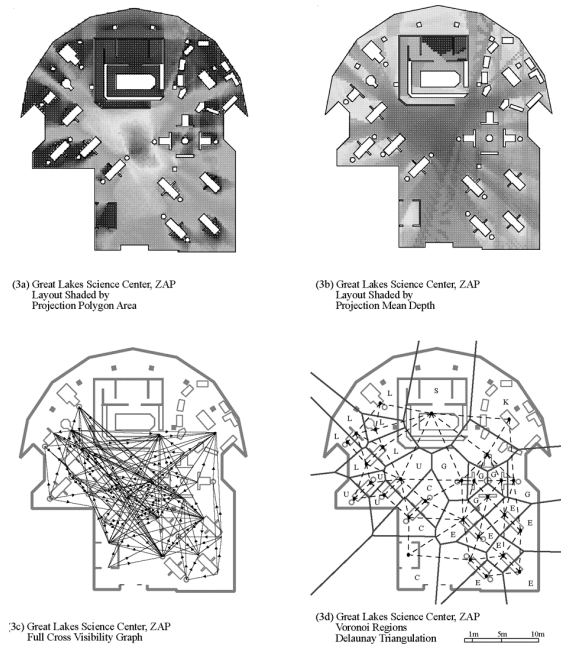 (3a) Great Lakes Science Center, ZAP
Layout Shaded by
Projection Polygon Area
(3b) Great Lakes Science Center, ZAP
Layout Shaded by
Projection Mean Depth
S
K
L
L
L
L
U
G
U
G
G
U
C
G
G
U
C
E
E
E
E
E
C
E
E
(3c) Great Lakes Science Center, ZAP
Full Cross Visibility Graph
(3d) Great Lakes Science Center, ZAP
Voronoi Regions
Delaunay Triangulation
1m 5m 10m